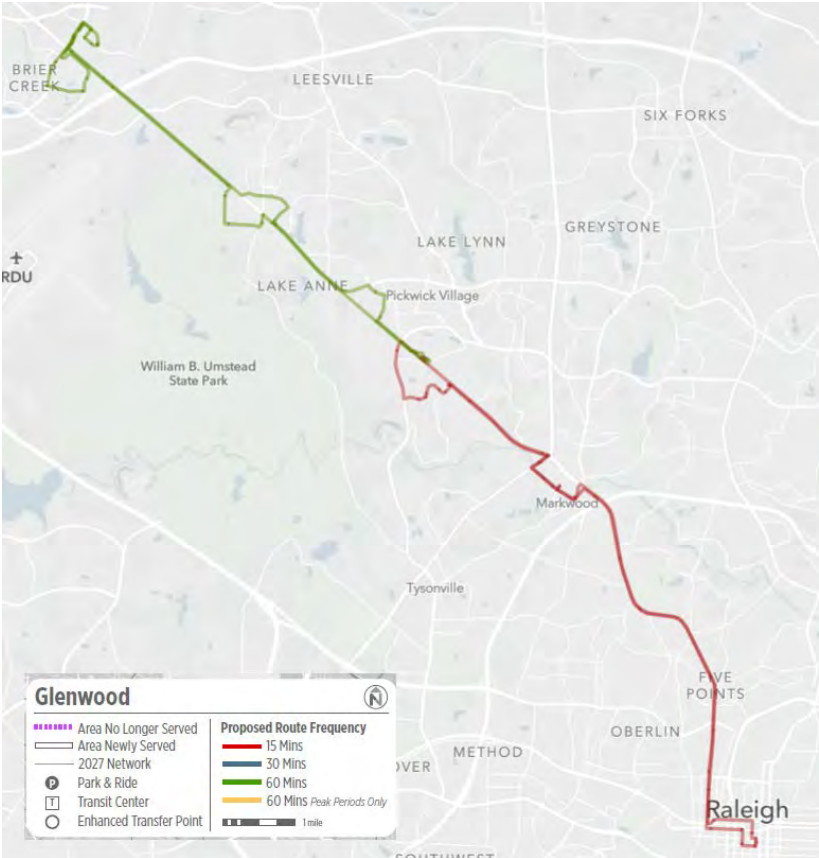 BRIER
CREEK
LEESVILLE
SIX FORKS
GREYSTONE
LAKE LYNN
RDU
LAKE ANNE
Pickwick Village
William B. Umstead
State Park
Markwood
Tysonville
FIVE
POINTS
OBERLIN
METHOD
OVER
Raleigh
SOUTHWEST
Glenwood
N
Area No Longer Served
Area Newly Served
2027 Network
P Park & Ride
T Transit Center
Enhanced Transfer Point
Proposed Route Frequency
15 Mins
30 Mins
60 Mins
60 Mins Peak Periods Only
1 mile